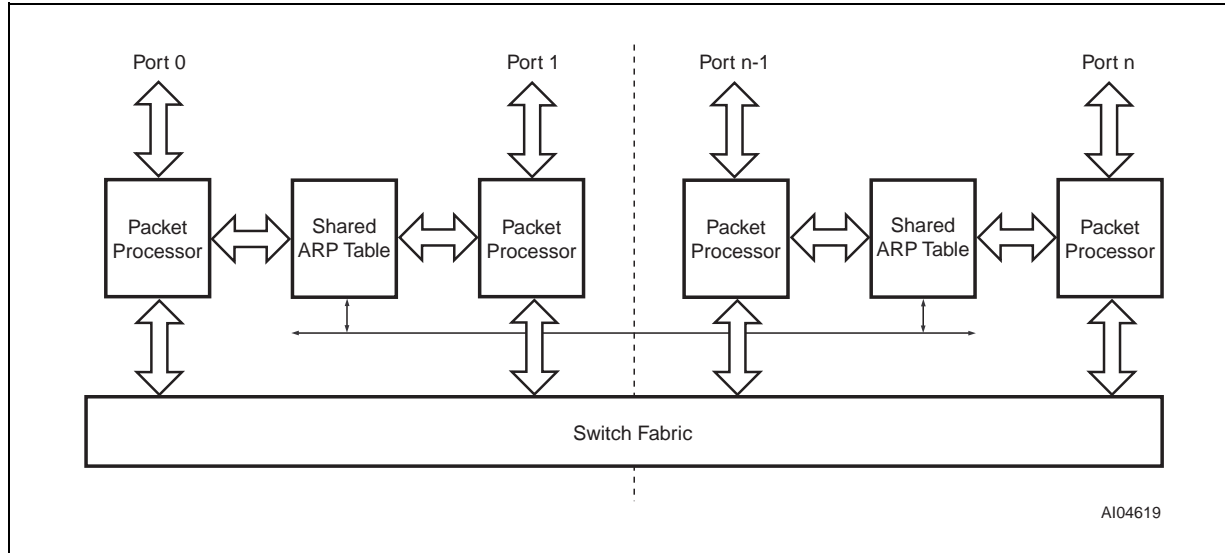 Port 0
Port 1
Port n-1
Port n
Packet
Processor
Shared
ARP Table
Packet
Processor
Packet
Processor
Shared
ARP Table
Packet
Processor
Switch Fabric
AI04619